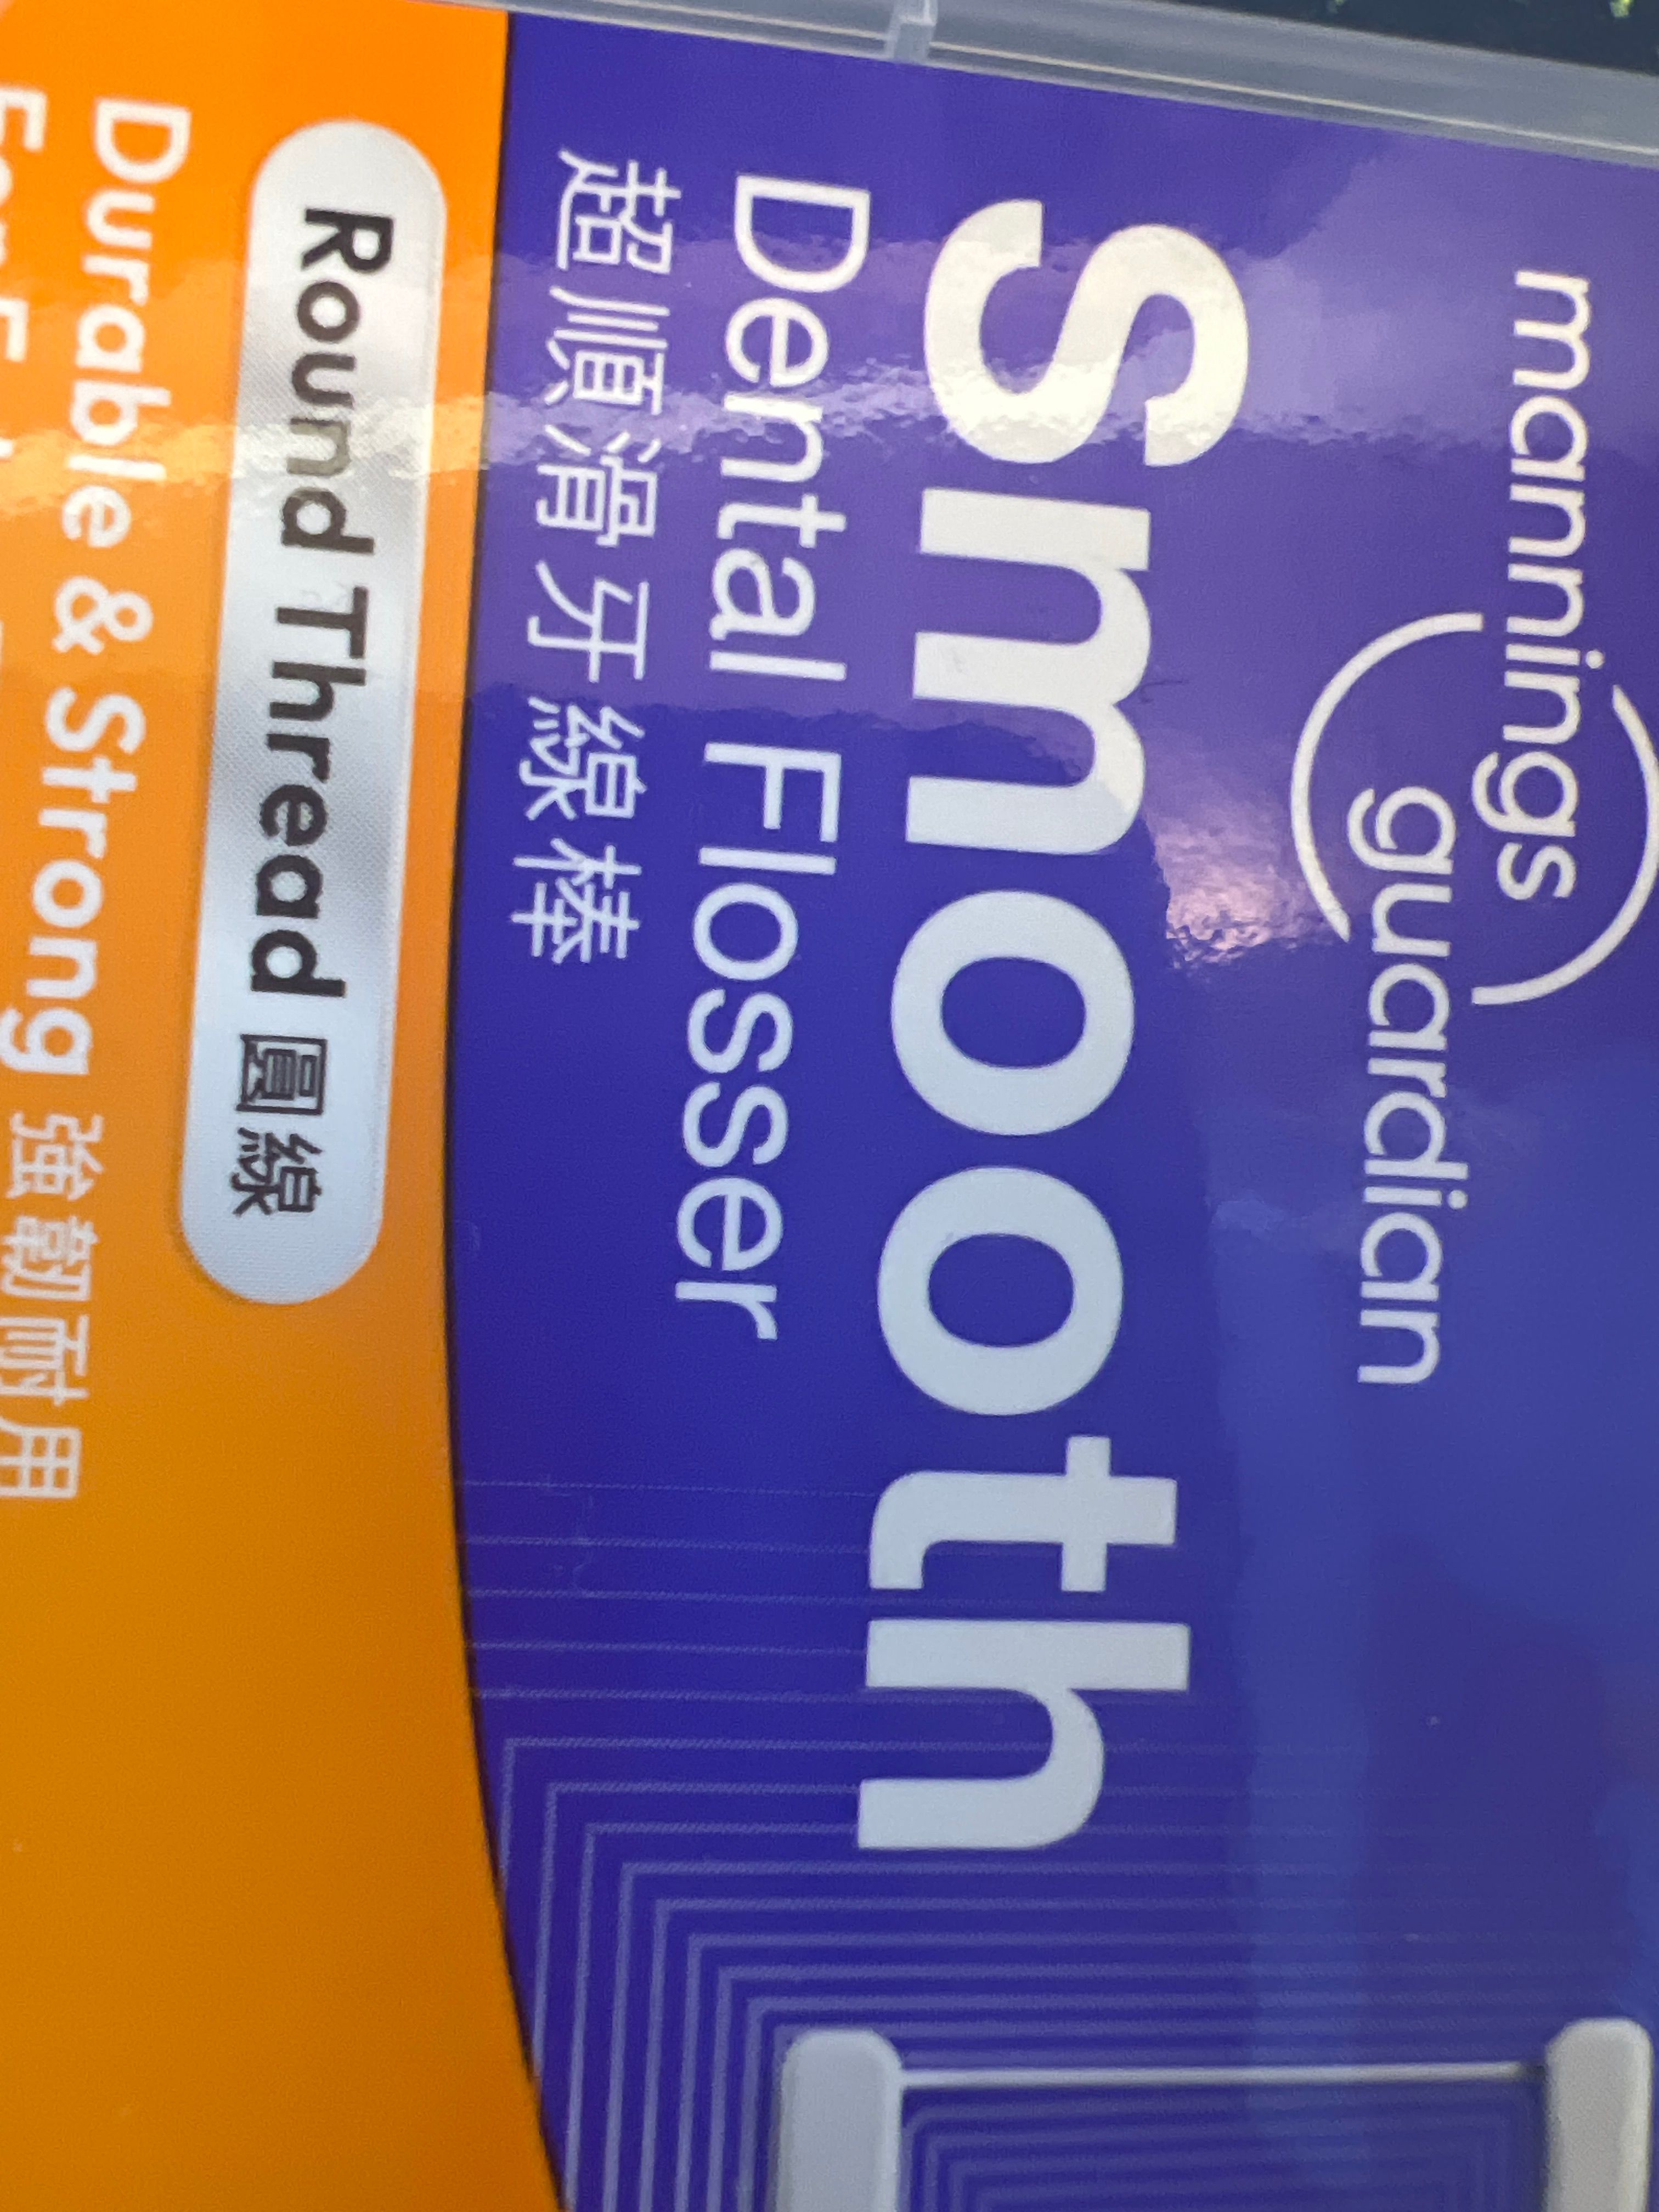 mannings
guardian
Smooth
Dental Flosser
超順滑牙線棒
Round Thread 圓線
Durable & Strong 強韌耐用